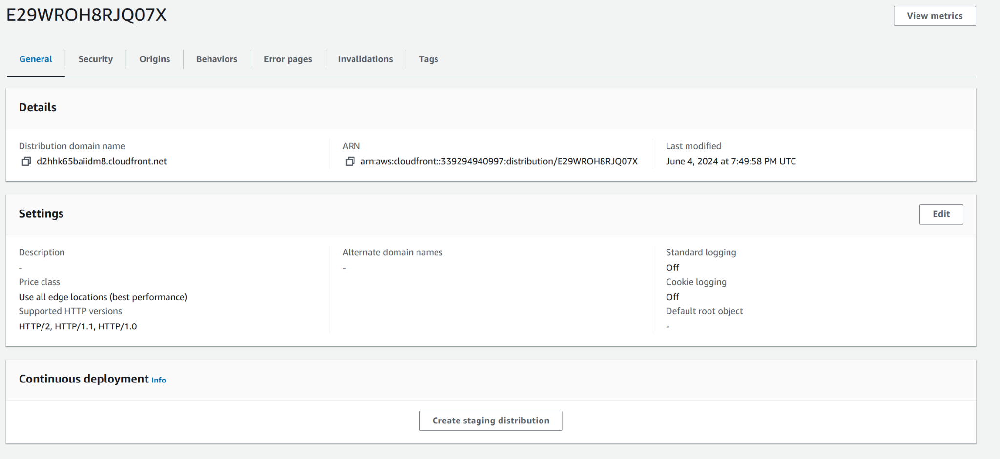 E29WROH8RJQ07X
View metrics
General
Security
Origins
Behaviors
Error pages
Invalidations
Tags
Details
Distribution domain name
d2hhk65baiidm8.cloudfront.net
ARN
arn:aws:cloudfront::339294940997:distribution/E29WROH8RJQ07X
Last modified
June 4, 2024 at 7:49:58 PM UTC
Settings
Edit
Description
-
Price class
Use all edge locations (best performance)
Supported HTTP versions
HTTP/2, HTTP/1.1, HTTP/1.0
Alternate domain names
-
Standard logging
Off
Cookie logging
Off
Default root object
-
Continuous deployment Info
Create staging distribution